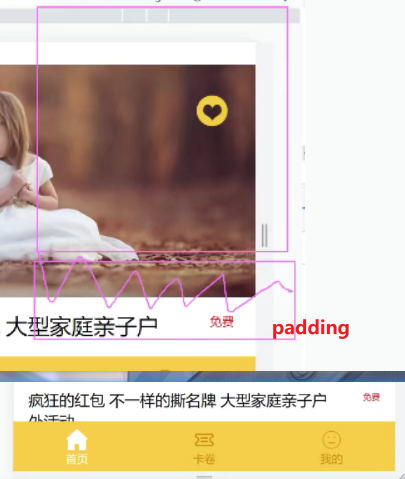 大型家庭亲子户
免费
padding
疯狂的红包 不一样的撕名牌 大型家庭亲子户
免费
外活动
首页
卡卷
我的